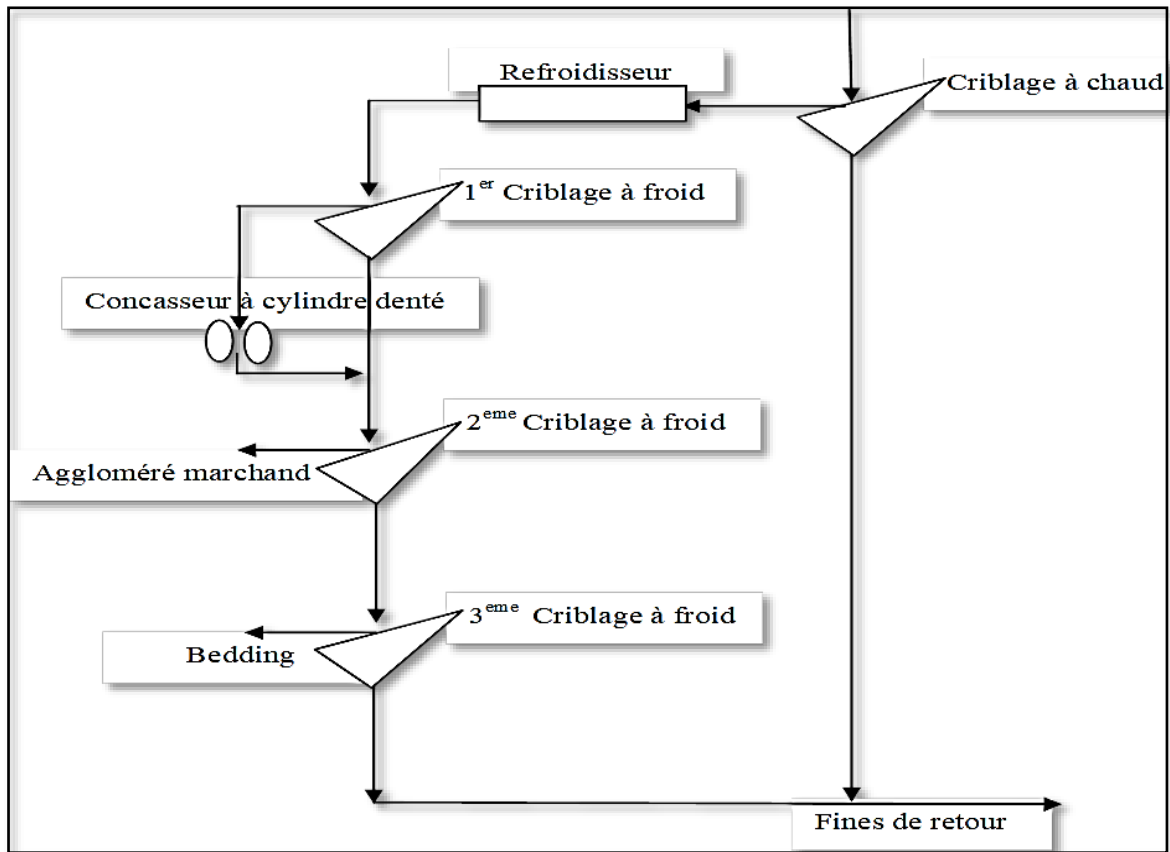 Refroidisseur
Criblage à chaud
1er Criblage à froid
Concasseur à cylindre denté
2eme Criblage à froid
Aggloméré marchand
3eme Criblage à froid
Bedding
Fines de retour